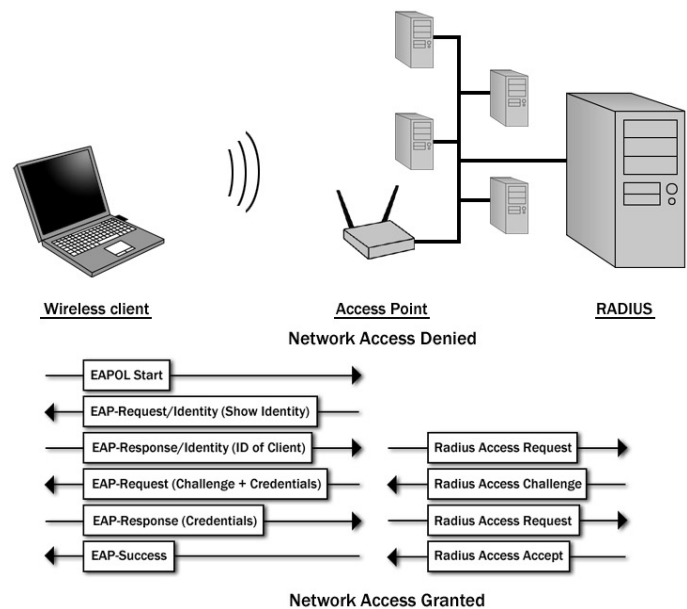 Wireless client Access Point RADIUS
Network Access Denied
EAPOL Start
EAP-Request/Identity (Show Identity)
EAP-Response/Identity (ID of Client) Radius Access Request
EAP-Request (Challenge + Credentials) Radius Access Challenge
EAP-Response (Credentials) Radius Access Request
EAP-Success Radius Access Accept
Network Access Granted